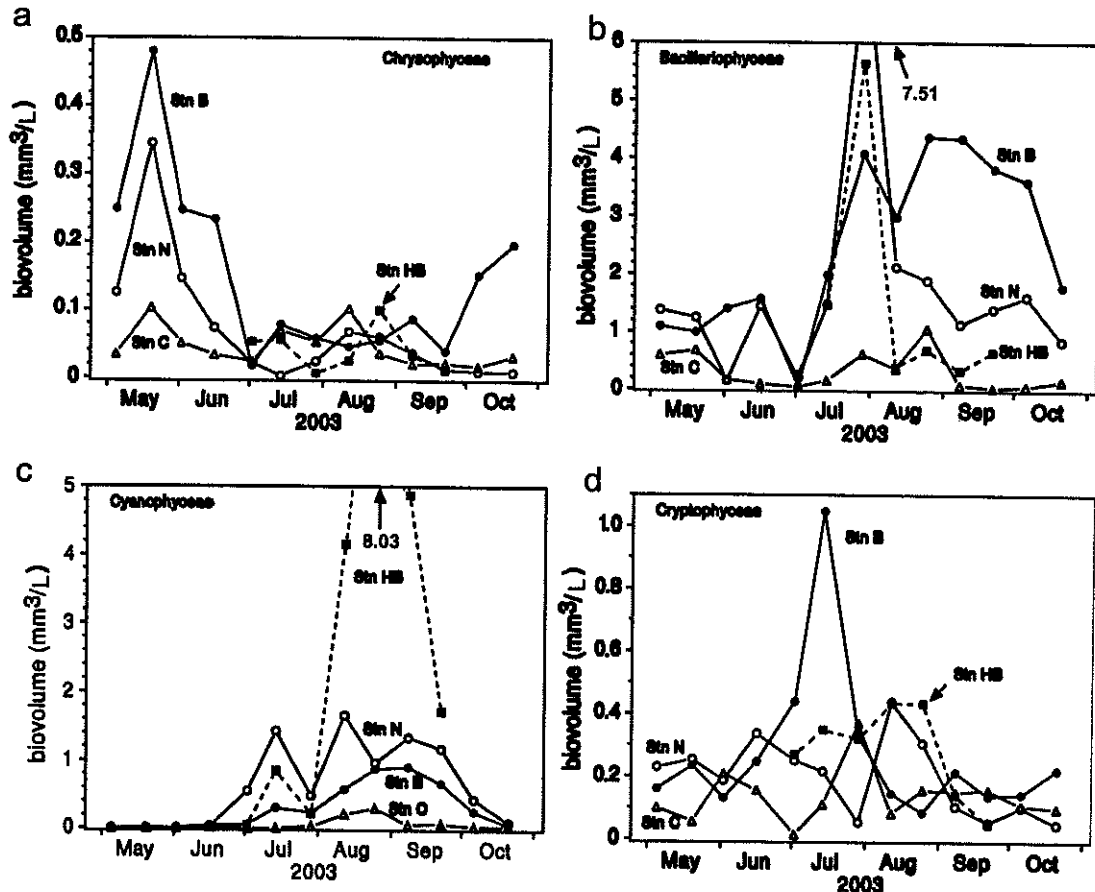 a
Chrysophyceae
0.5
0.4
0.3
0.2
0.1
0
biovolume (mm3/L)
Stn B
Stn N
Stn HB
Stn C
May Jun Jul Aug Sep Oct
2003
b
Bacillariophyceae
6
5
4
3
2
1
0
biovolume (mm3/L)
7.51
Stn B
Stn N
Stn HB
Stn C
May Jun Jul Aug Sep Oct
2003
c
Cyanophyceae
5
4
3
2
1
0
biovolume (mm3/L)
8.03
Stn HB
Stn N
Stn B
Stn C
May Jun Jul Aug Sep Oct
2003
d
Cryptophyceae
1.0
0.8
0.6
0.4
0.2
0
biovolume (mm3/L)
Stn B
Stn HB
Stn N
Stn C
May Jun Jul Aug Sep Oct
2003